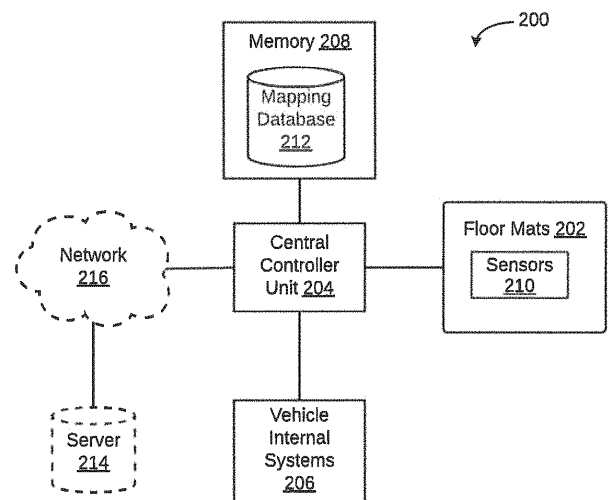 200
Memory 208
Mapping
Database
212
Network
216
Central
Controller
Unit 204
Floor Mats 202
Sensors
210
Server
214
Vehicle
Internal
Systems
206